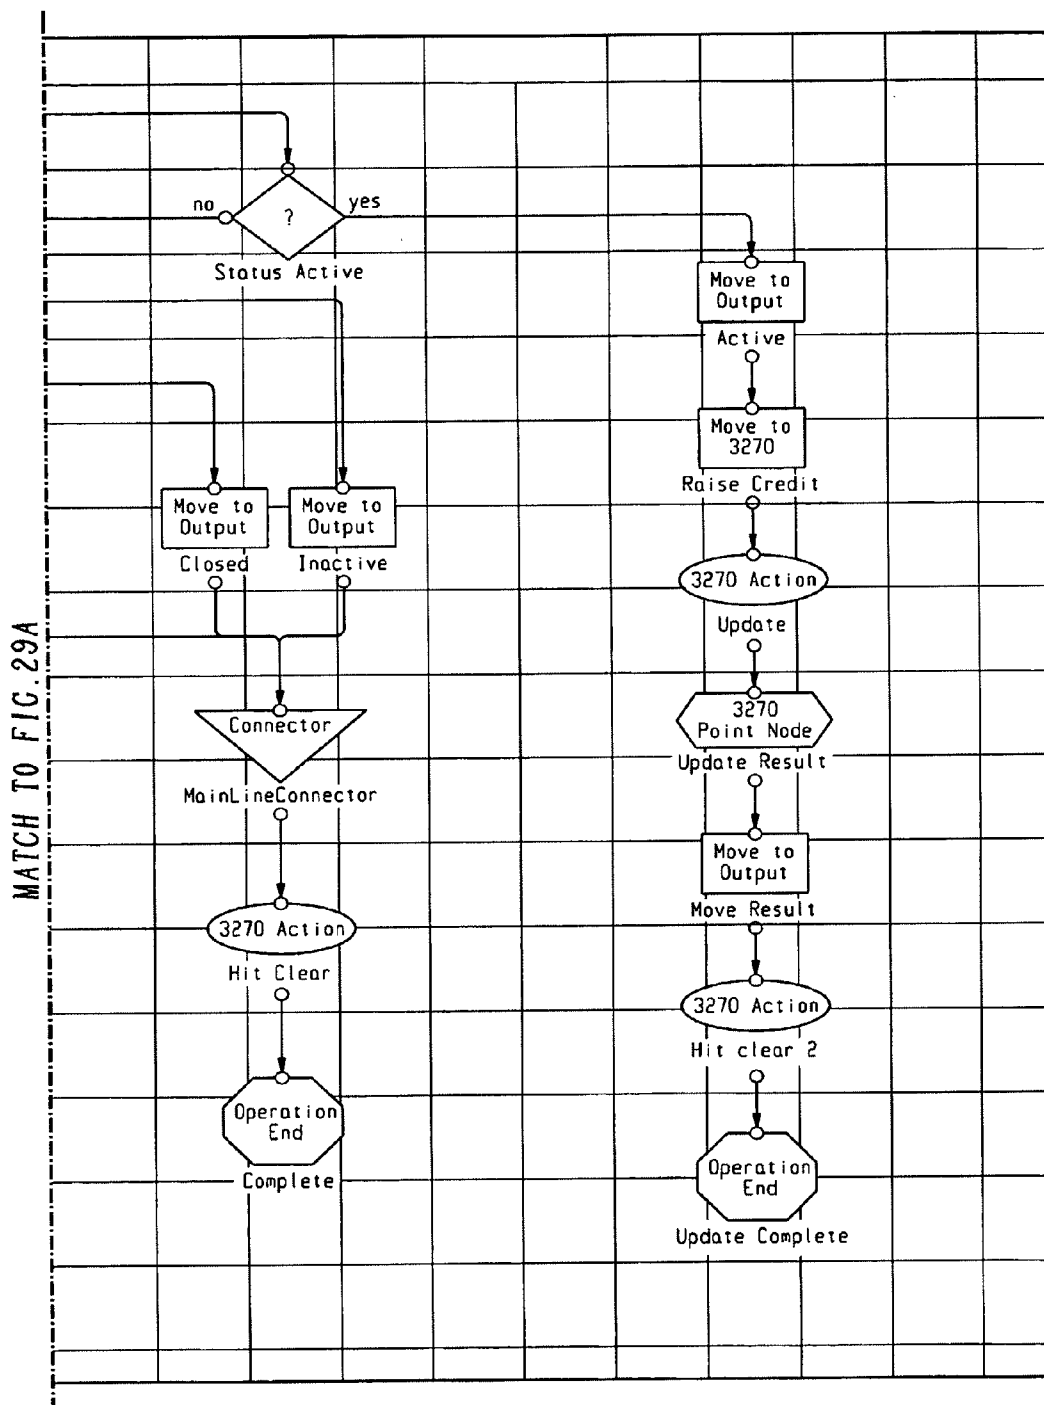 no
yes
?
Status Active
Move to
Output
Active
Move to
3270
Raise Credit
Move to
Output
Closed
Move to
Output
Inactive
3270 Action
Update
3270
Point Node
Update Result
Connector
MainLineConnector
Move to
Output
Move Result
3270 Action
Hit Clear
3270 Action
Hit clear 2
Operation
End
Complete
Operation
End
Update Complete
MATCH TO FIG.29A